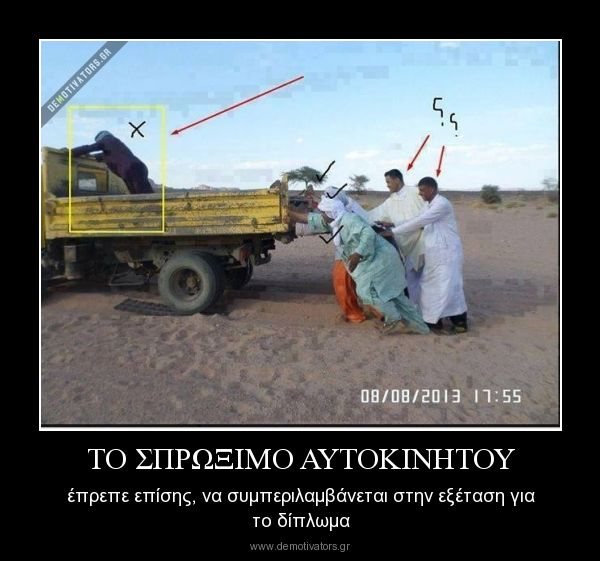 DEMOTIVATORS.GR
08/08/2013 17:55
ΤΟ ΣΠΡΩΞΙΜΟ ΑΥΤΟΚΙΝΗΤΟΥ
έπρεπε επίσης, να συμπεριλαμβάνεται στην εξέταση για
το δίπλωμα
www.demotivators.gr